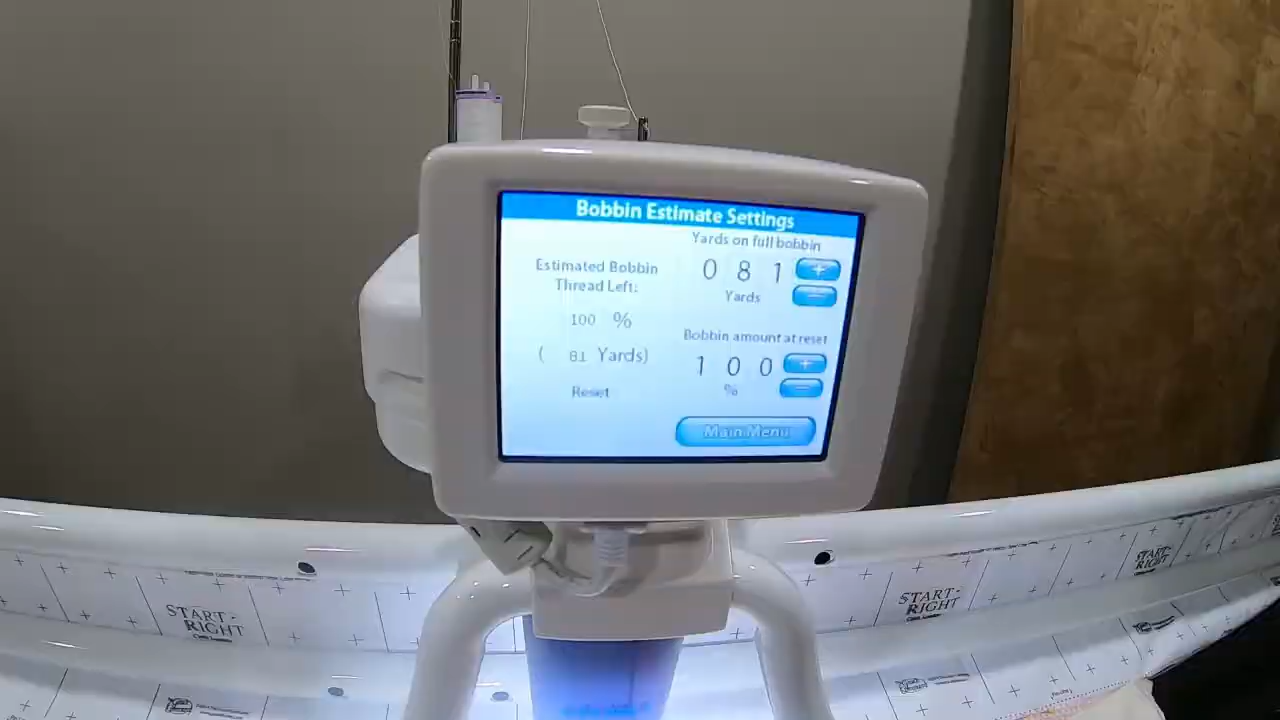 Bobbin Estimate Settings
Yards on full bobbin
0 8 1
Yards
Estimated Bobbin
Thread Left:
100 %
( 81 Yards)
Reset
Bobbin amount at reset
1 0 0
%
Main Menu
START-
RIGHT
START-
RIGHT
START-
RIGHT